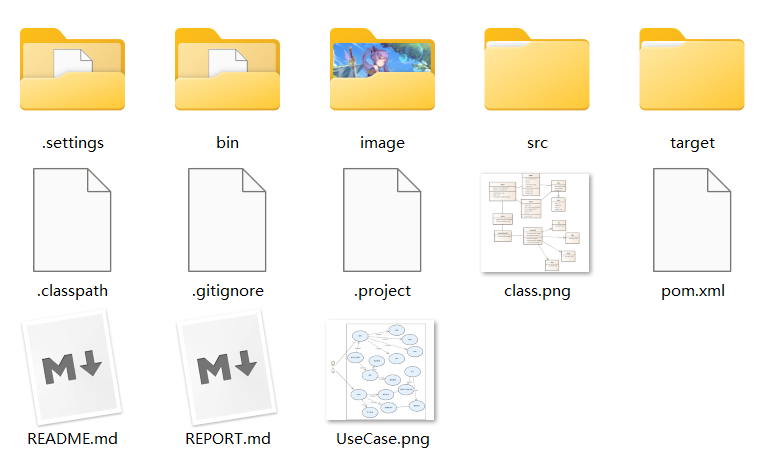 .settings
bin
image
src
target
.classpath
.gitignore
.project
class.png
pom.xml
M
M
README.md
REPORT.md
UseCase.png